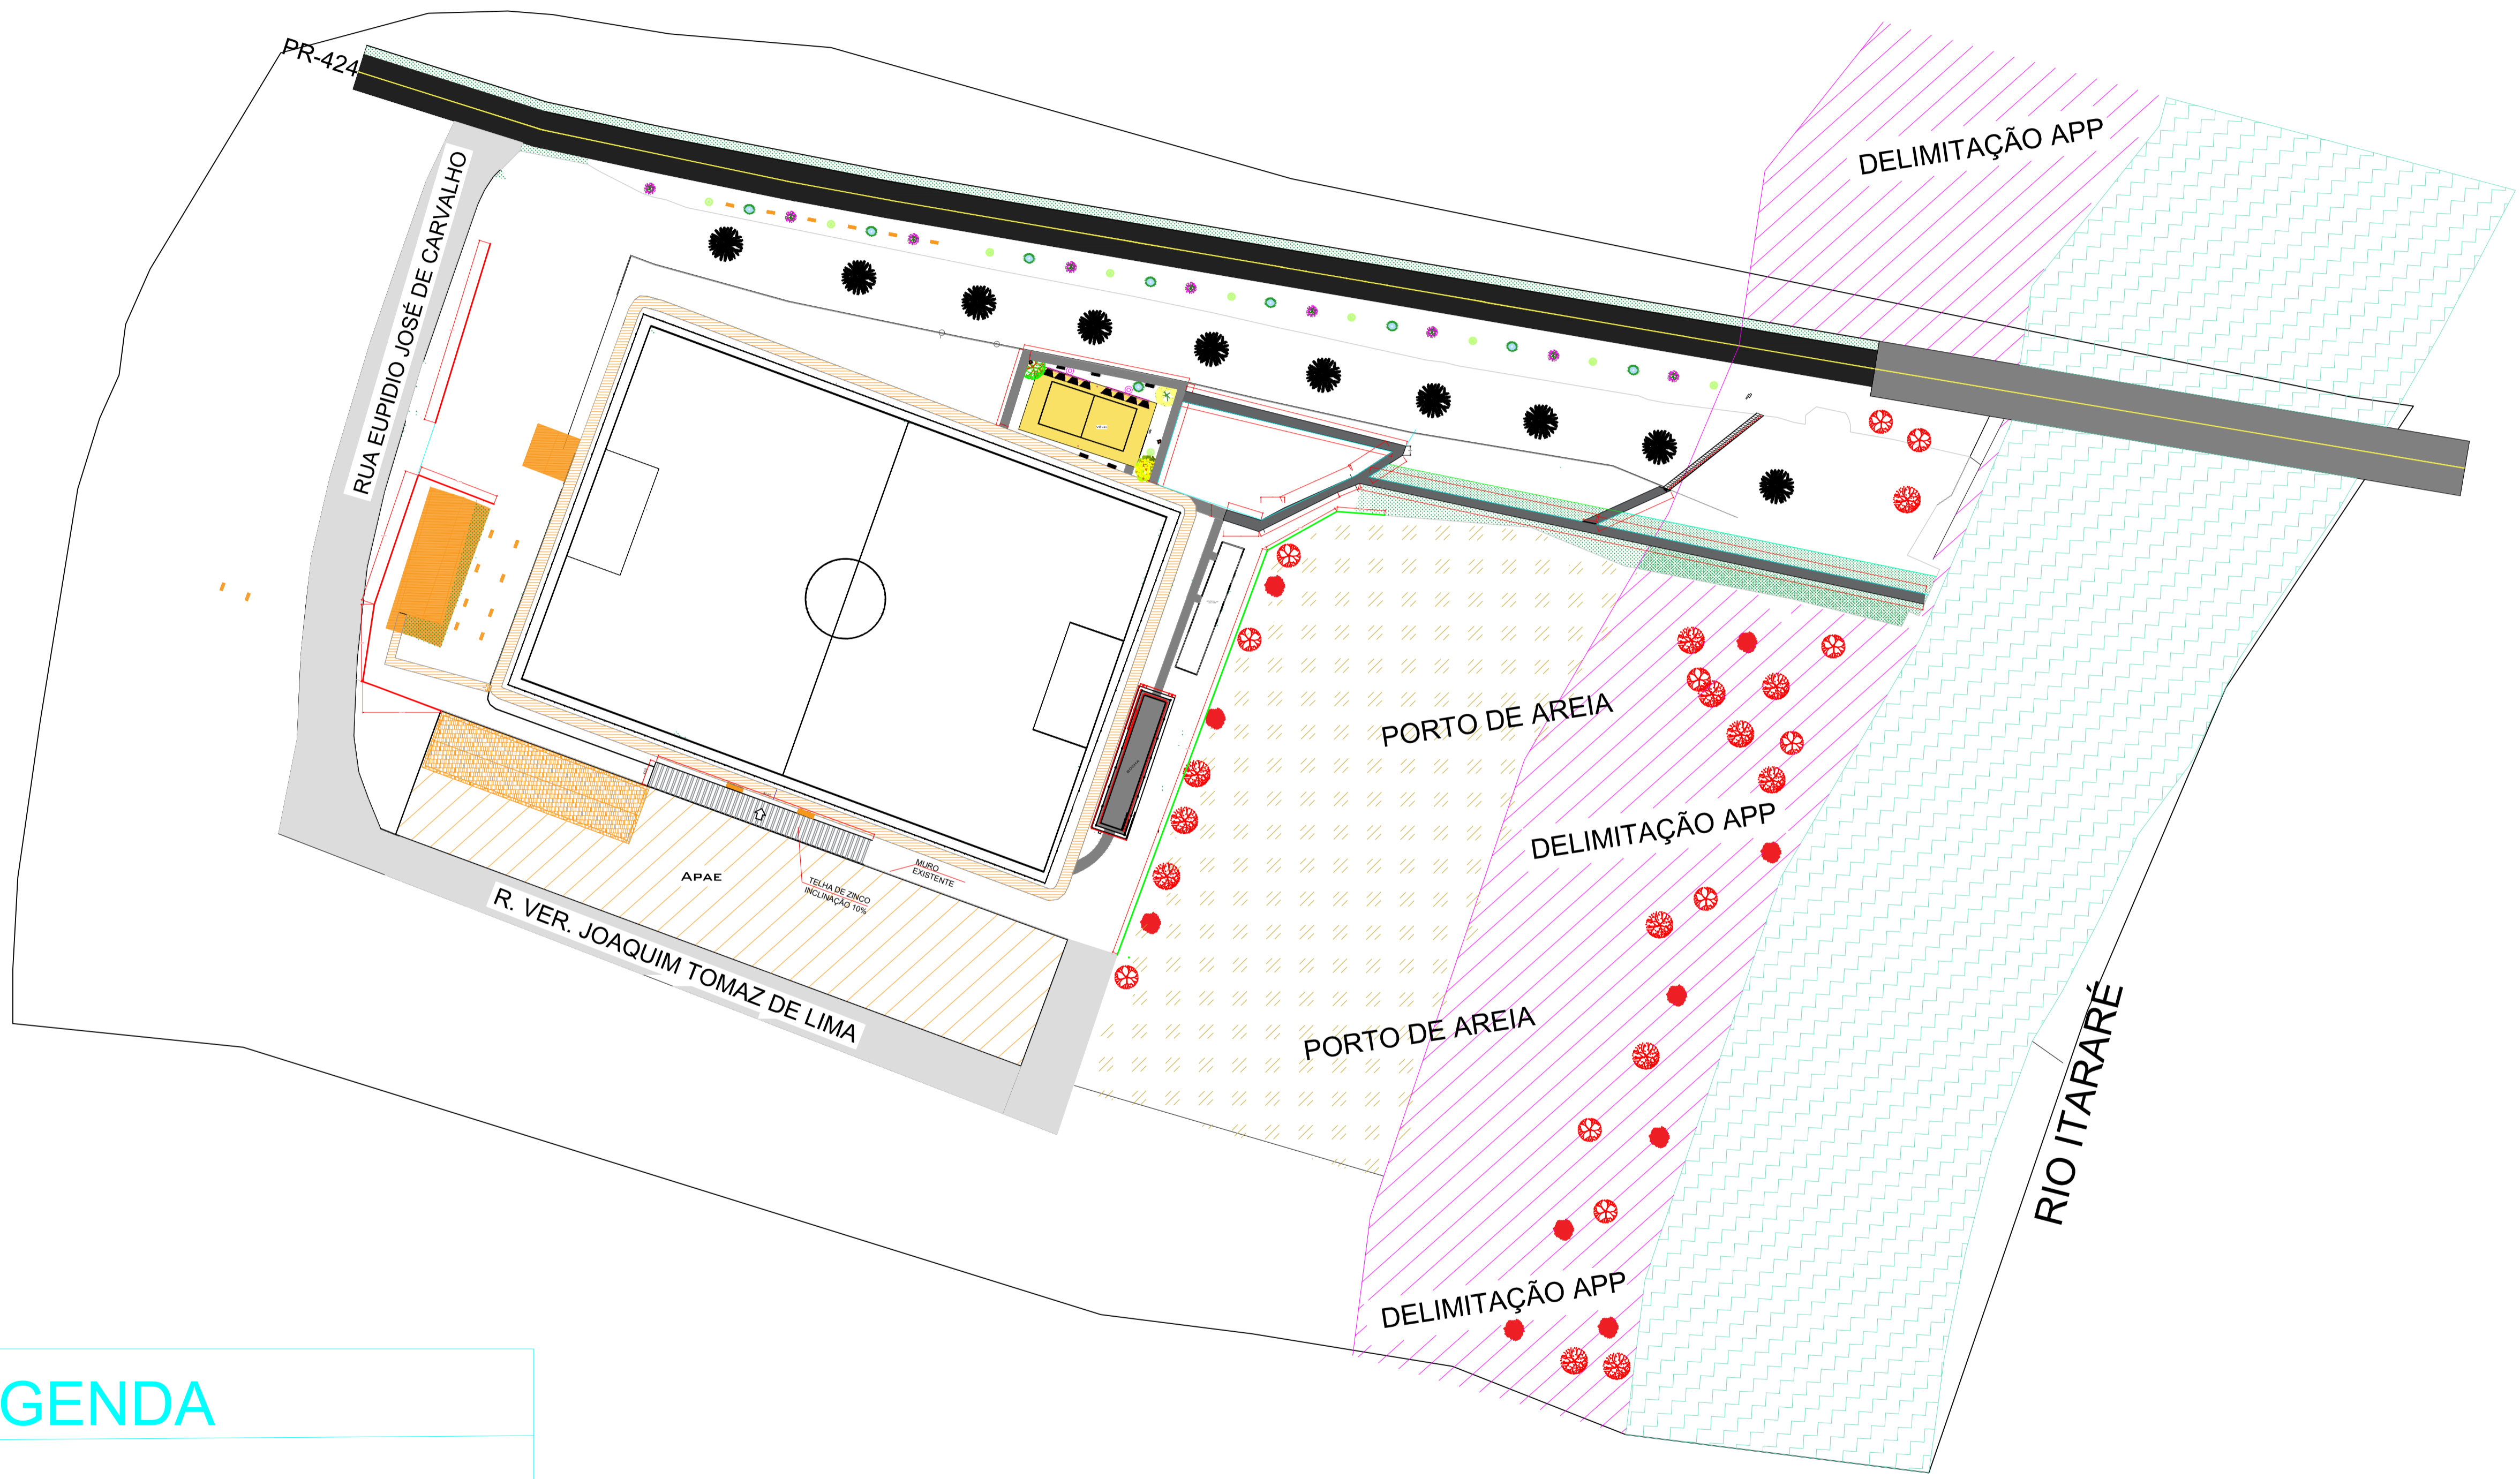 PR-424
DELIMITAÇÃO APP
RUA EUPIDIO JOSÉ DE CARVALHO
PORTO DE AREIA
DELIMITAÇÃO APP
APAE
MURO
EXISTENTE
TELHA DE ZINCO
INCLINAÇÃO 10%
R. VER. JOAQUIM TOMAZ DE LIMA
PORTO DE AREIA
RIO ITARARÉ
DELIMITAÇÃO APP
GENDA